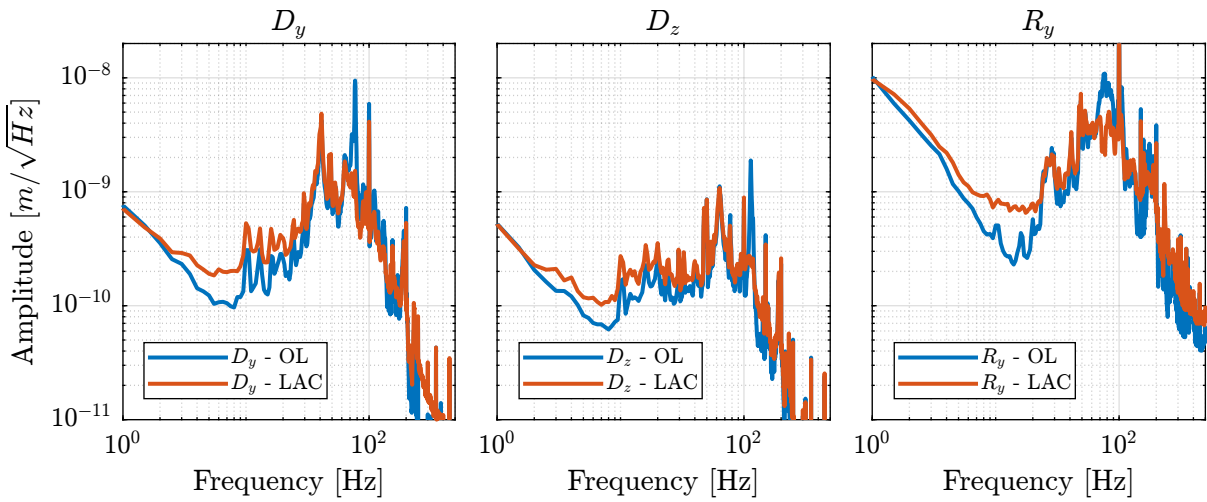 D_y D_z R_y
Amplitude [m/√Hz]
10^-8
10^-9
10^-10
10^-11
D_y - OL
D_y - LAC
D_z - OL
D_z - LAC
R_y - OL
R_y - LAC
10^0 10^2 10^0 10^2 10^0 10^2
Frequency [Hz] Frequency [Hz] Frequency [Hz]